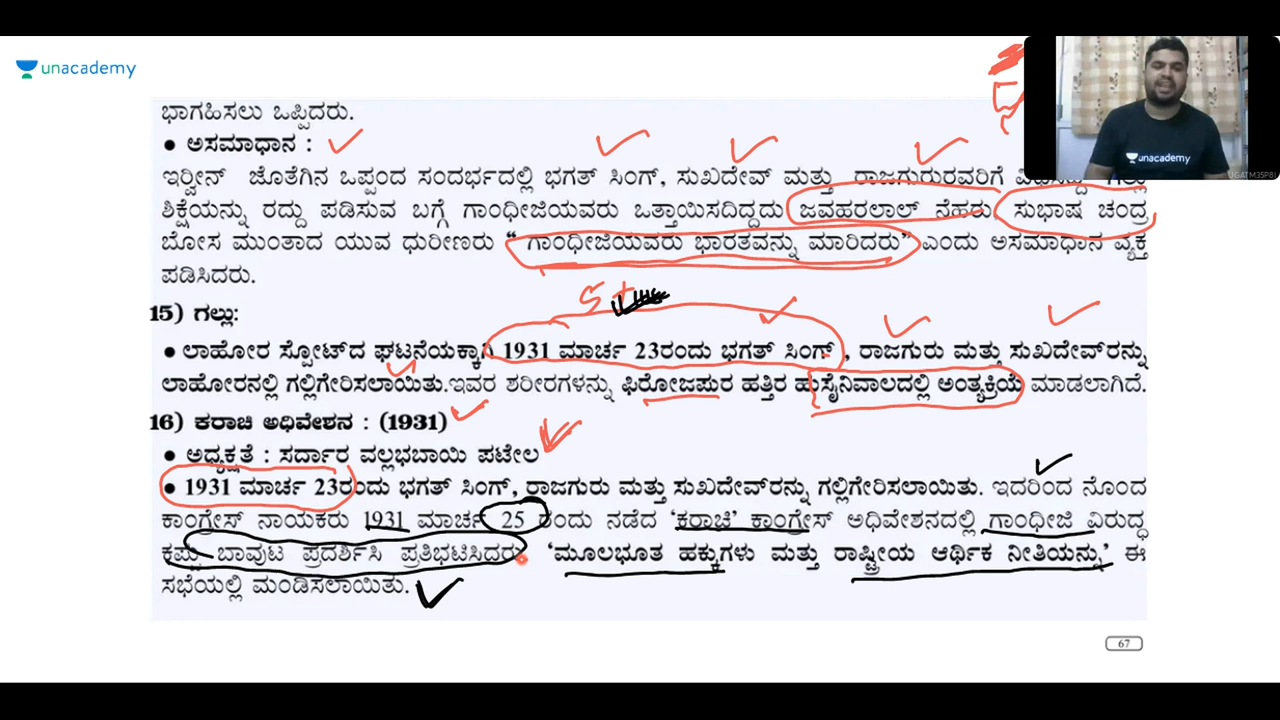 unacademy
ಭಾಗಹಿಸಲು ಒಪ್ಪಿದರು.
• ಅಸಮಾಧಾನ :
ಇರ್‍ವೀನ್ ಜೊತೆಗಿನ ಒಪ್ಪಂದ ಸಂದರ್ಭದಲ್ಲಿ ಭಗತ್ ಸಿಂಗ್, ಸುಖದೇವ್ ಮತ್ತು ರಾಜಗುರುರವರಿಗೆ
ಶಿಕ್ಷೆಯನ್ನು ರದ್ದು ಪಡಿಸುವ ಬಗ್ಗೆ ಗಾಂಧೀಜಿಯವರು ಒತ್ತಾಯಿಸದಿದ್ದದು ಜವಹರಲಾಲ್ ನೆಹರು ಸುಭಾಷ ಚಂದ್ರ
ಬೋಸ ಮುಂತಾದ ಯುವ ಧುರೀಣರು “ ಗಾಂಧೀಜಿಯವರು ಭಾರತವನ್ನು ಮಾರಿದರು” ಎಂದು ಅಸಮಾಧಾನ ವ್ಯಕ್ತ
ಪಡಿಸಿದರು.
5+
15) ಗಲ್ಲು:
• ಲಾಹೋರ ಸ್ಪೋಟ್‌ದ ಘಟನೆಯಕ್ಕಾಗಿ 1931 ಮಾರ್ಚ 23ರಂದು ಭಗತ್ ಸಿಂಗ್, ರಾಜಗುರು ಮತ್ತು ಸುಖದೇವ್‌ರನ್ನು
ಲಾಹೋರನಲ್ಲಿ ಗಲ್ಲಿಗೇರಿಸಲಾಯಿತು.ಇವರ ಶರೀರಗಳನ್ನು ಫಿರೋಜಪುರ ಹತ್ತಿರ ಹುಸೈನಿವಾಲದಲ್ಲಿ ಅಂತ್ಯಕ್ರಿಯೆ ಮಾಡಲಾಗಿದೆ.
16) ಕರಾಚಿ ಅಧಿವೇಶನ : (1931)
• ಅಧ್ಯಕ್ಷತೆ : ಸರ್ದಾರ ವಲ್ಲಭಬಾಯಿ ಪಟೇಲ
• 1931 ಮಾರ್ಚ 23ರಂದು ಭಗತ್ ಸಿಂಗ್, ರಾಜಗುರು ಮತ್ತು ಸುಖದೇವ್‌ರನ್ನು ಗಲ್ಲಿಗೇರಿಸಲಾಯಿತು. ಇದರಿಂದ ನೊಂದ
ಕಾಂಗ್ರೇಸ್ ನಾಯಕರು 1931 ಮಾರ್ಚ 25 ರಂದು ನಡೆದ ‘ಕರಾಚಿ’ ಕಾಂಗ್ರೇಸ್ ಅಧಿವೇಶನದಲ್ಲಿ ಗಾಂಧೀಜಿ ವಿರುದ್ಧ
ಕಪ್ಪು ಬಾವುಟ ಪ್ರದರ್ಶಿಸಿ ಪ್ರತಿಭಟಿಸಿದರು ‘ಮೂಲಭೂತ ಹಕ್ಕುಗಳು ಮತ್ತು ರಾಷ್ಟ್ರೀಯ ಆರ್ಥಿಕ ನೀತಿಯನ್ನು’ ಈ
ಸಭೆಯಲ್ಲಿ ಮಂಡಿಸಲಾಯಿತು.
67
unacademy